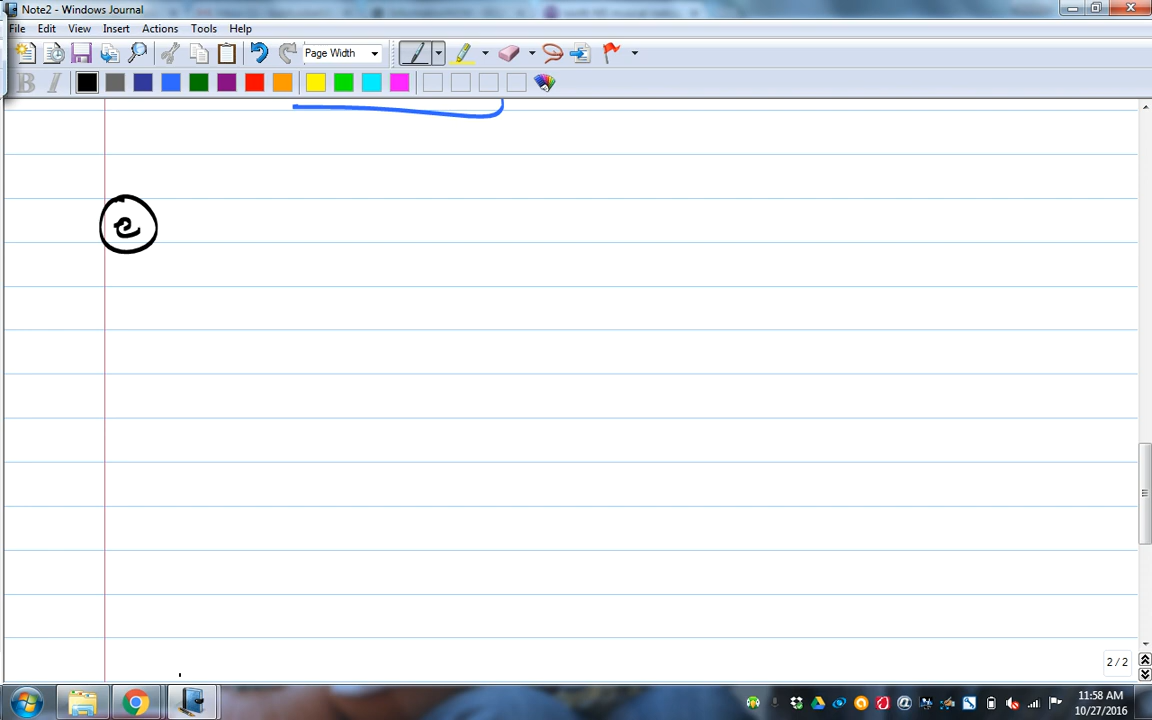 Note2 - Windows Journal
File Edit View Insert Actions Tools Help
Page Width
B I
e
2 / 2
11:58 AM
10/27/2016